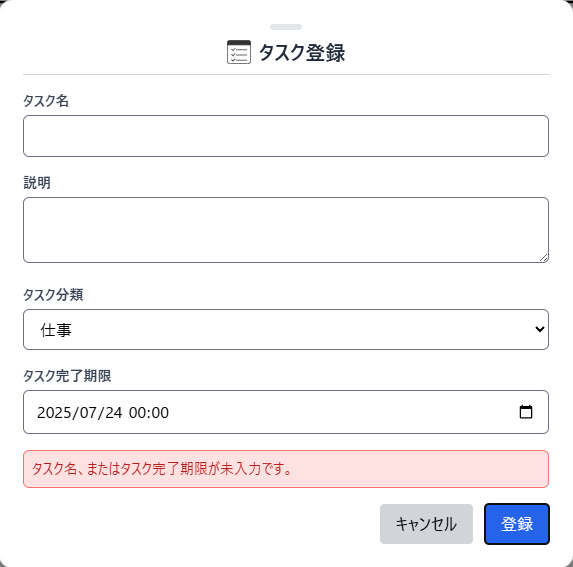 タスク登録
タスク名
説明
タスク分類
仕事
タスク完了期限
2025/07/24 00:00
タスク名、またはタスク完了期限が未入力です。
キャンセル
登録